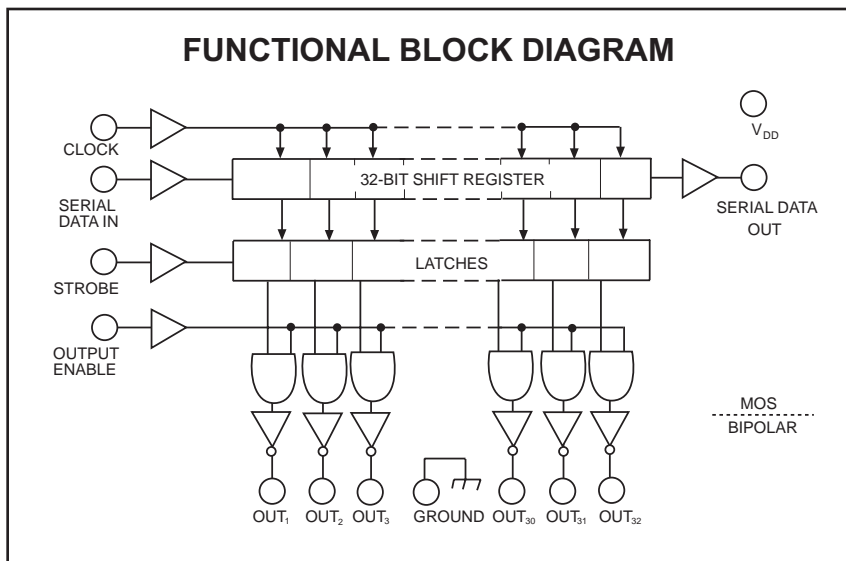 FUNCTIONAL BLOCK DIAGRAM
CLOCK
V_DD
32-BIT SHIFT REGISTER
SERIAL
DATA IN
SERIAL DATA
OUT
LATCHES
STROBE
OUTPUT
ENABLE
MOS
BIPOLAR
OUT₁ OUT₂ OUT₃ GROUND OUT₃₀ OUT₃₁ OUT₃₂